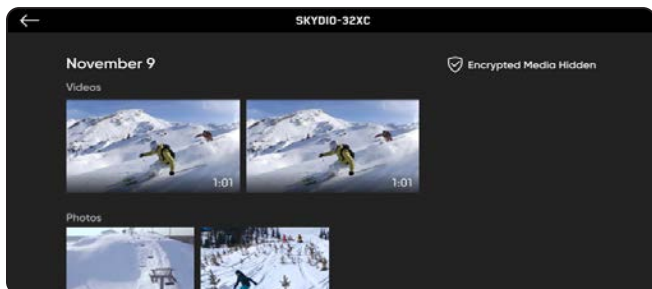 SKYDIO-32XC
November 9
Encrypted Media Hidden
Videos
1:01
1:01
Photos